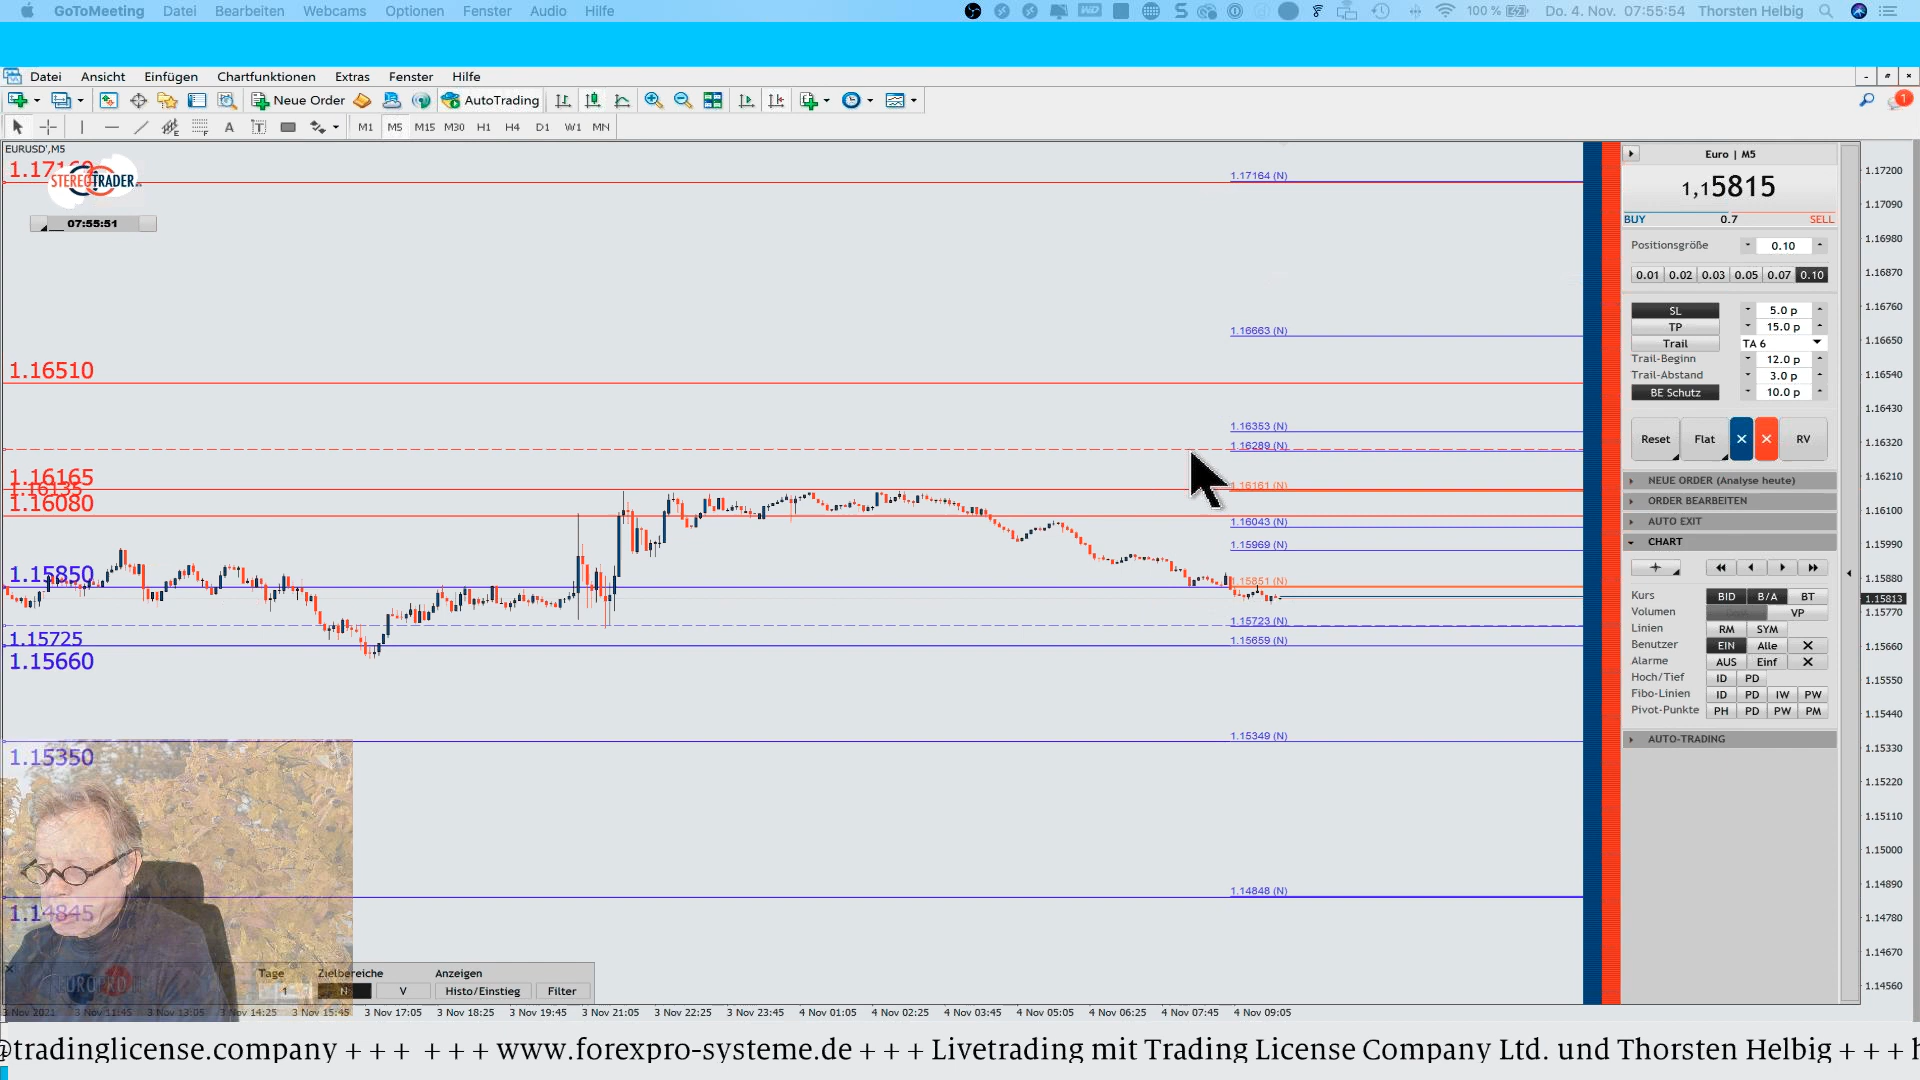 GoToMeeting Datei Bearbeiten Webcams Optionen Fenster Audio Hilfe 100 % Do. 4. Nov. 07:55:54 Thorsten Helbig
Datei Ansicht Einfügen Chartfunktionen Extras Fenster Hilfe
Neue Order AutoTrading 1
A T M1 M5 M15 M30 H1 H4 D1 W1 MN
EURUSD',M5
STEREOTRADER
07:55:51
1.16510
1.16165
1.16135
1.16080
1.15850
1.15725
1.15660
1.15350
1.14845
1.17164 (N)
1.16663 (N)
1.16353 (N)
1.16289 (N)
1.16161 (N)
1.16043 (N)
1.15969 (N)
1.15851 (N)
1.15723 (N)
1.15659 (N)
1.15349 (N)
1.14848 (N)
Euro | M5
1,15815
BUY 0.7 SELL
Positionsgröße 0.10
0.01 0.02 0.03 0.05 0.07 0.10
SL 5.0 p
TP 15.0 p
Trail TA 6
Trail-Beginn 12.0 p
Trail-Abstand 3.0 p
BE Schutz 10.0 p
Reset Flat X X RV
NEUE ORDER (Analyse heute)
ORDER BEARBEITEN
AUTO EXIT
CHART
Kurs BID B/A BT
Volumen VP
Linien RM SYM
Benutzer EIN Alle X
Alarme AUS Einf X
Hoch/Tief ID PD
Fibo-Linien ID PD IW PW
Pivot-Punkte PH PD PW PM
AUTO-TRADING
1.17200
1.17090
1.16980
1.16870
1.16760
1.16650
1.16540
1.16430
1.16320
1.16210
1.16100
1.15990
1.15880
1.15813
1.15770
1.15660
1.15550
1.15440
1.15330
1.15220
1.15110
1.15000
1.14890
1.14780
1.14670
1.14560
Tage Zielbereiche Anzeigen
1 N V Histo/Einstieg Filter
3 Nov 2021 3 Nov 11:45 3 Nov 13:05 3 Nov 14:25 3 Nov 15:45 3 Nov 17:05 3 Nov 18:25 3 Nov 19:45 3 Nov 21:05 3 Nov 22:25 3 Nov 23:45 4 Nov 01:05 4 Nov 02:25 4 Nov 03:45 4 Nov 05:05 4 Nov 06:25 4 Nov 07:45 4 Nov 09:05
@tradinglicense.company + + + + + + www.forexpro-systeme.de + + + Livetrading mit Trading License Company Ltd. und Thorsten Helbig + + + h